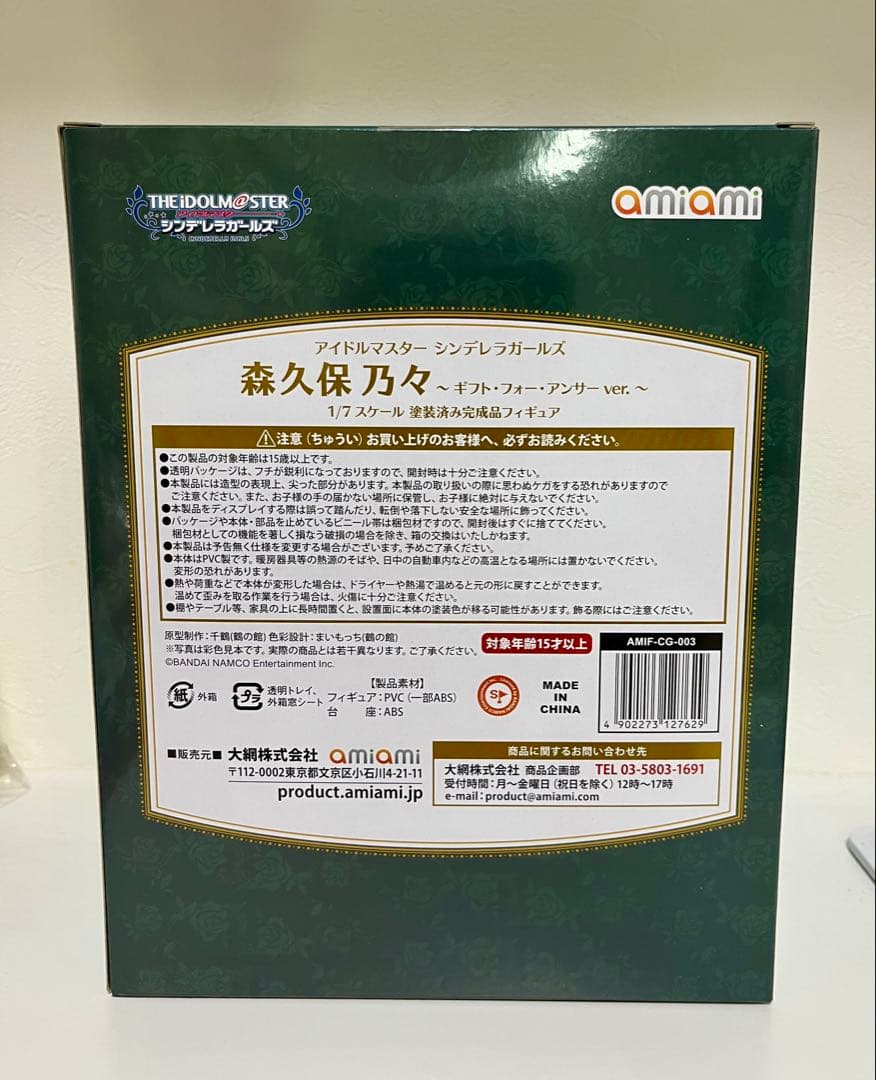 THE iDOLM@STER
シンデレラガールズ
CINDERELLA GIRLS
amiami
アイドルマスター シンデレラガールズ
森久保 乃々 ~ ギフト・フォー・アンサー ver. ~
1/7 スケール 塗装済み完成品フィギュア
⚠注意(ちゅうい)お買い上げのお客様へ、必ずお読みください。
●この製品の対象年齢は15歳以上です。
●透明パッケージは、フチが鋭利になっておりますので、開封時は十分ご注意ください。
●本製品には造型の表現上、尖った部分があります。本製品の取り扱いの際に思わぬケガをする恐れがありますので
ご注意ください。また、お子様の手の届かない場所に保管し、お子様に絶対に与えないでください。
●本製品をディスプレイする際は誤って踏んだり、転倒や落下しない安全な場所に飾ってください。
●パッケージや本体・部品を止めているビニール帯は梱包材ですので、開封後はすぐに捨ててください。
梱包材としての機能を著しく損なう破損の場合を除き、箱の交換はいたしかねます。
●本製品は予告無く仕様を変更する場合がございます。予めご了承ください。
●本体はPVC製です。暖房器具等の熱源のそばや、日中の自動車内などの高温となる場所には置かないでください。
変形の恐れがあります。
●熱や荷重などで本体が変形した場合は、ドライヤーや熱湯で温めると元の形に戻すことができます。
温めて歪みを取る作業を行う場合は、火傷に十分ご注意ください。
●棚やテーブル等、家具の上に長時間置くと、設置面に本体の塗装色が移る可能性があります。飾る際にはご注意ください。
原型制作:千鶴(鶴の館) 色彩設計:まいもっち(鶴の館)
※写真は彩色見本です。実際の商品とは若干異なります。ご了承ください。
©BANDAI NAMCO Entertainment Inc.
対象年齢15才以上
AMIF-CG-003
紙 外箱
プラ 透明トレイ、
外箱窓シート
【製品素材】
フィギュア:PVC(一部ABS)
台 座:ABS
MADE
IN
CHINA
4 902273 127629
■販売元■ 大網株式会社 amiami
〒112-0002東京都文京区小石川4-21-11
product.amiami.jp
商品に関するお問い合わせ先
大網株式会社 商品企画部 TEL 03-5803-1691
受付時間:月~金曜日(祝日を除く)12時~17時
e-mail:product@amiami.com